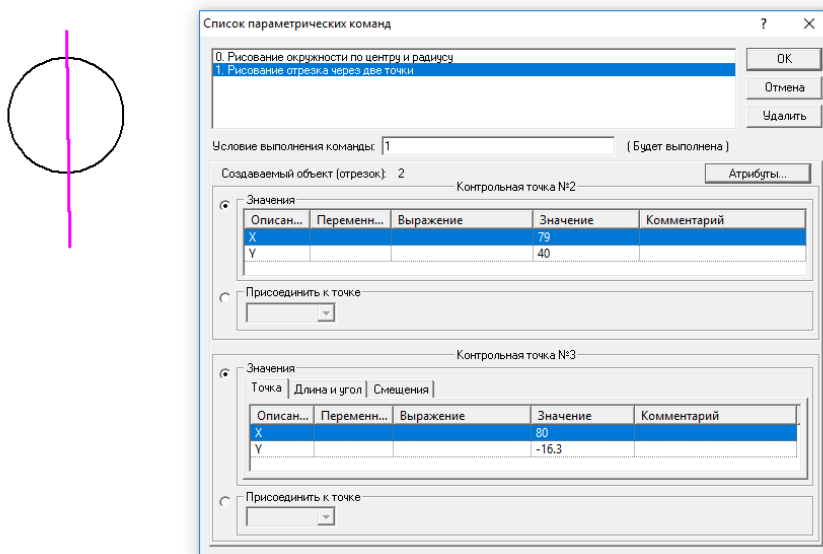 Список параметрических команд
? ×
0. Рисование окружности по центру и радиусу
1. Рисование отрезка через две точки
OK
Отмена
Удалить
Условие выполнения команды: 1 ( Будет выполнена )
Создаваемый объект (отрезок): 2 Атрибуты...
Контрольная точка №2
Значения
Описан... Переменн... Выражение Значение Комментарий
X 79
Y 40
Присоединить к точке
Контрольная точка №3
Значения
Точка Длина и угол Смещения
Описан... Переменн... Выражение Значение Комментарий
X 80
Y -16.3
Присоединить к точке